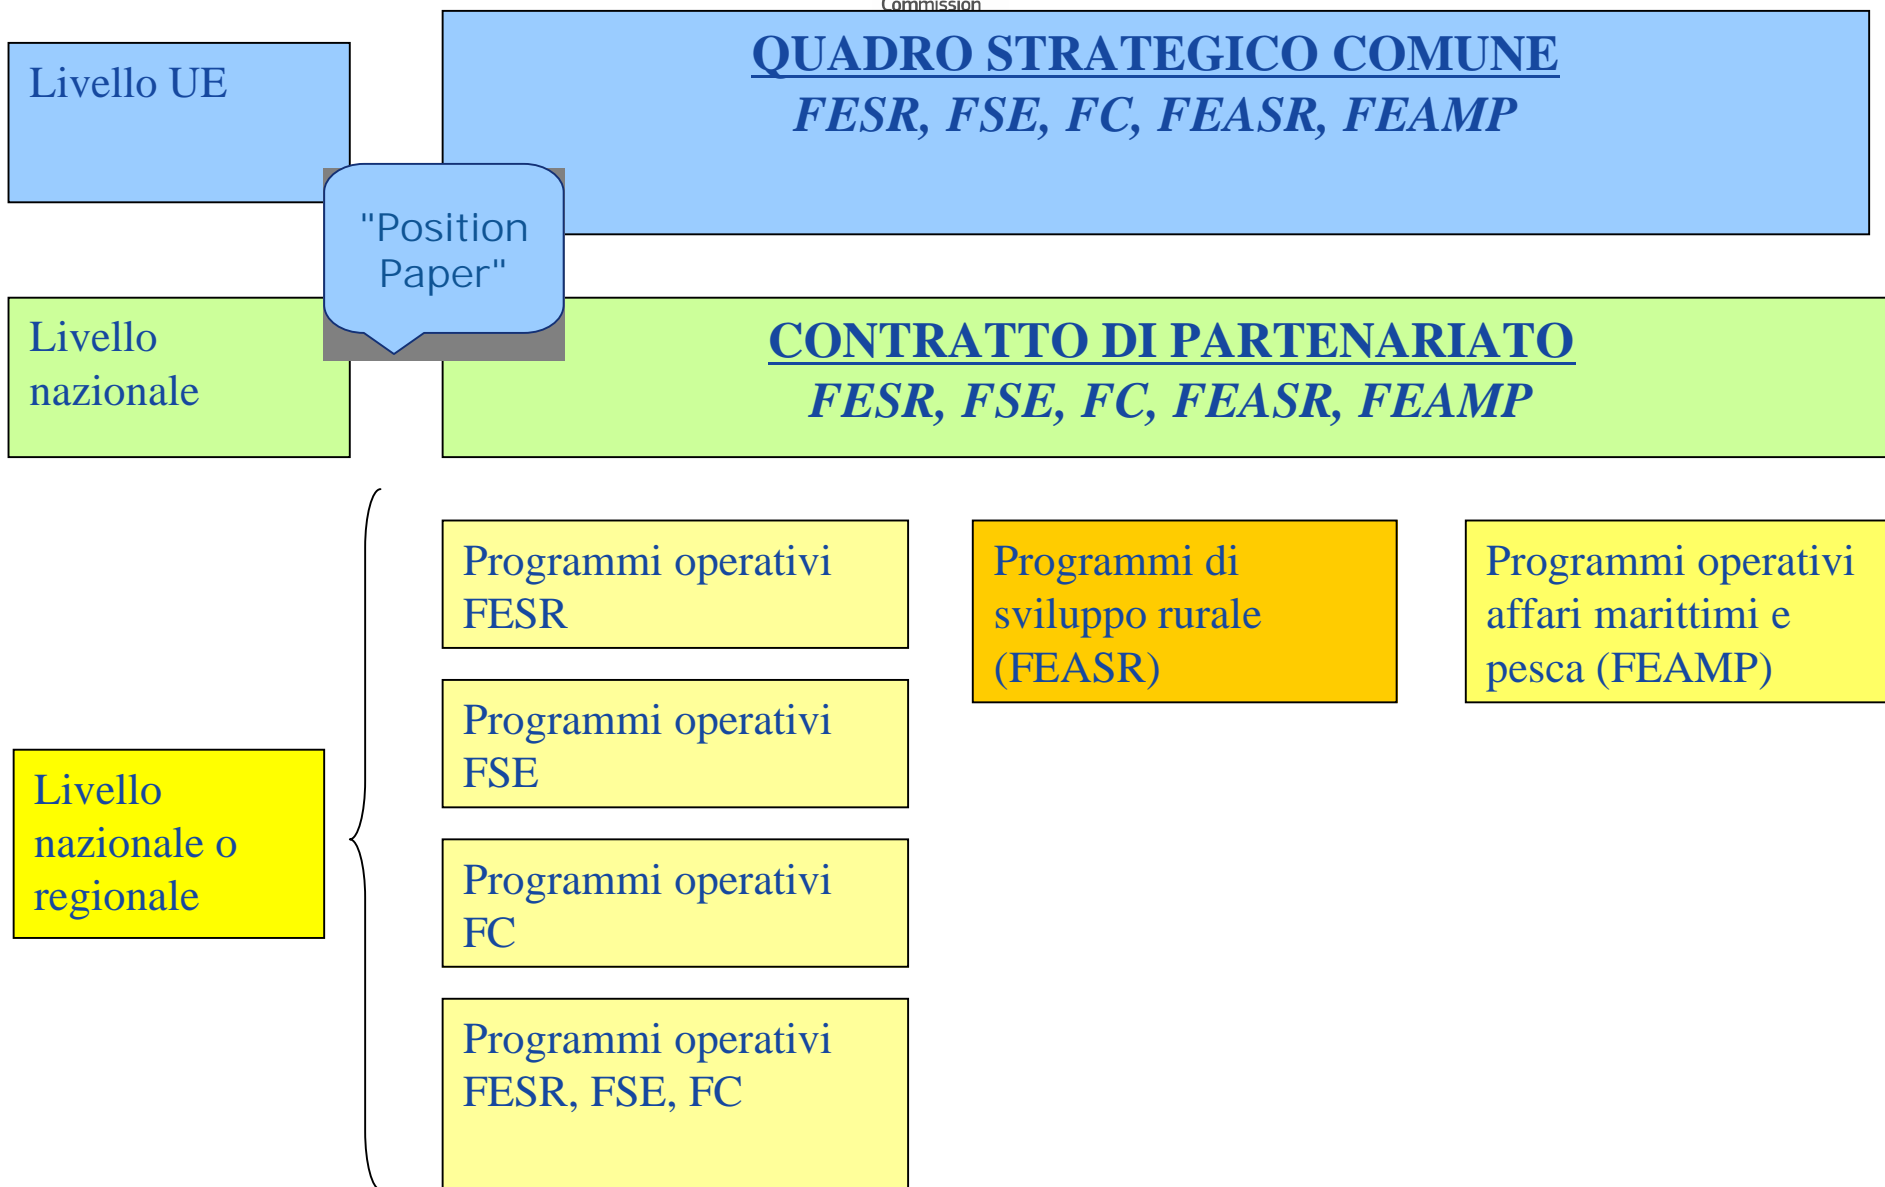 Commission
Livello UE
QUADRO STRATEGICO COMUNE
FESR, FSE, FC, FEASR, FEAMP
"Position
Paper"
Livello
nazionale
CONTRATTO DI PARTENARIATO
FESR, FSE, FC, FEASR, FEAMP
Livello
nazionale o
regionale
Programmi operativi
FESR
Programmi operativi
FSE
Programmi operativi
FC
Programmi operativi
FESR, FSE, FC
Programmi di
sviluppo rurale
(FEASR)
Programmi operativi
affari marittimi e
pesca (FEAMP)